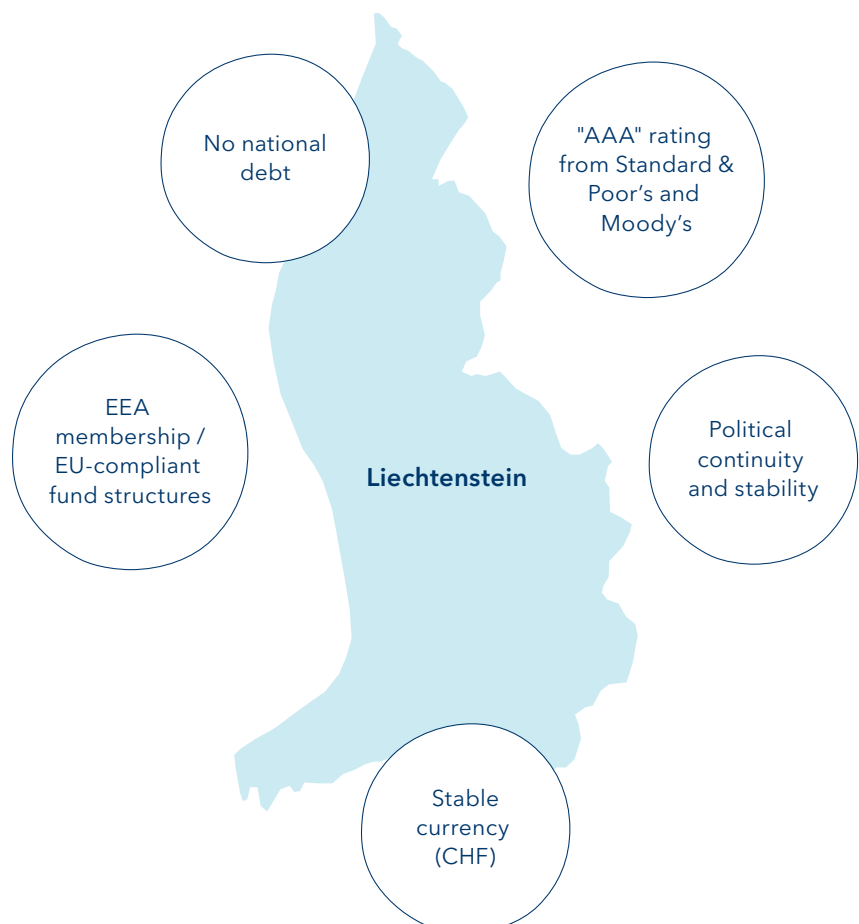 No national
debt
"AAA" rating
from Standard &
Poor’s and
Moody’s
EEA
membership /
EU-compliant
fund structures
Liechtenstein
Political
continuity
and stability
Stable
currency
(CHF)